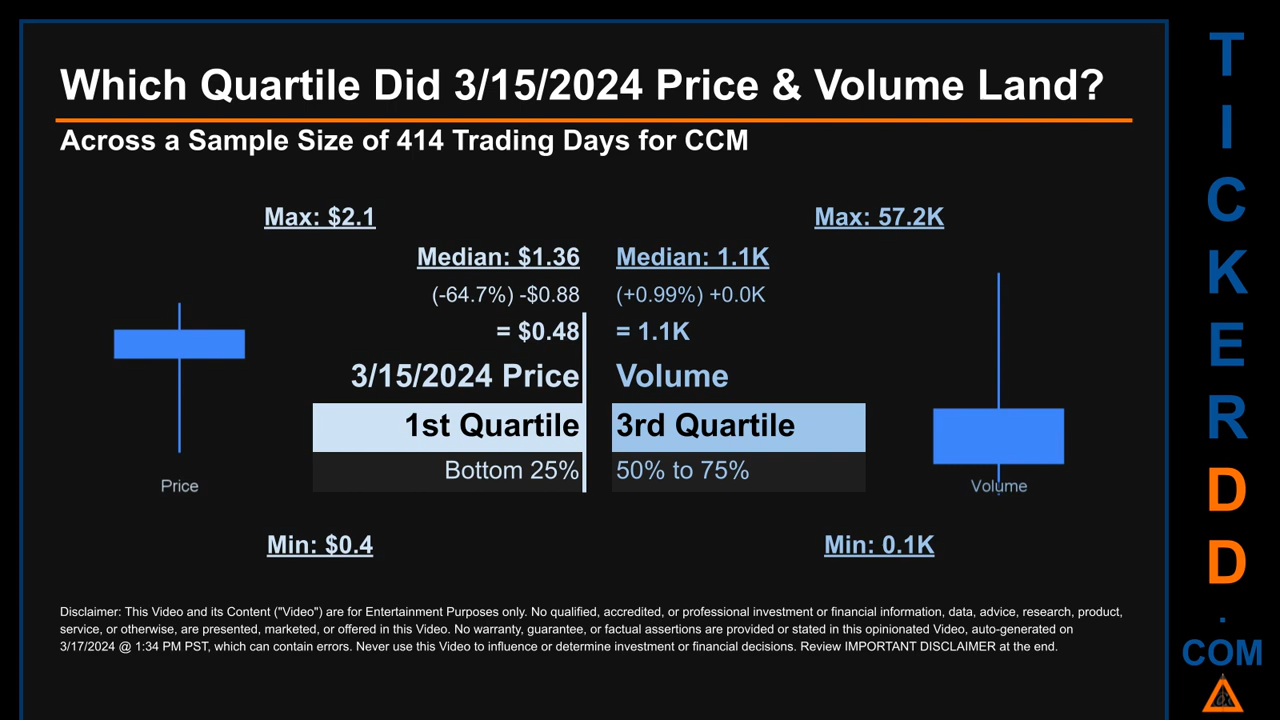 Which Quartile Did 3/15/2024 Price & Volume Land?
Across a Sample Size of 414 Trading Days for CCM
Max: $2.1
Median: $1.36
(-64.7%) -$0.88
= $0.48
3/15/2024 Price
1st Quartile
Bottom 25%
Price
Min: $0.4
Max: 57.2K
Median: 1.1K
(+0.99%) +0.0K
= 1.1K
Volume
3rd Quartile
50% to 75%
Volume
Min: 0.1K
Disclaimer: This Video and its Content ("Video") are for Entertainment Purposes only. No qualified, accredited, or professional investment or financial information, data, advice, research, product,
service, or otherwise, are presented, marketed, or offered in this Video. No warranty, guarantee, or factual assertions are provided or stated in this opinionated Video, auto-generated on
3/17/2024 @ 1:34 PM PST, which can contain errors. Never use this Video to influence or determine investment or financial decisions. Review IMPORTANT DISCLAIMER at the end.
T
I
C
K
E
R
D
D
.
COM